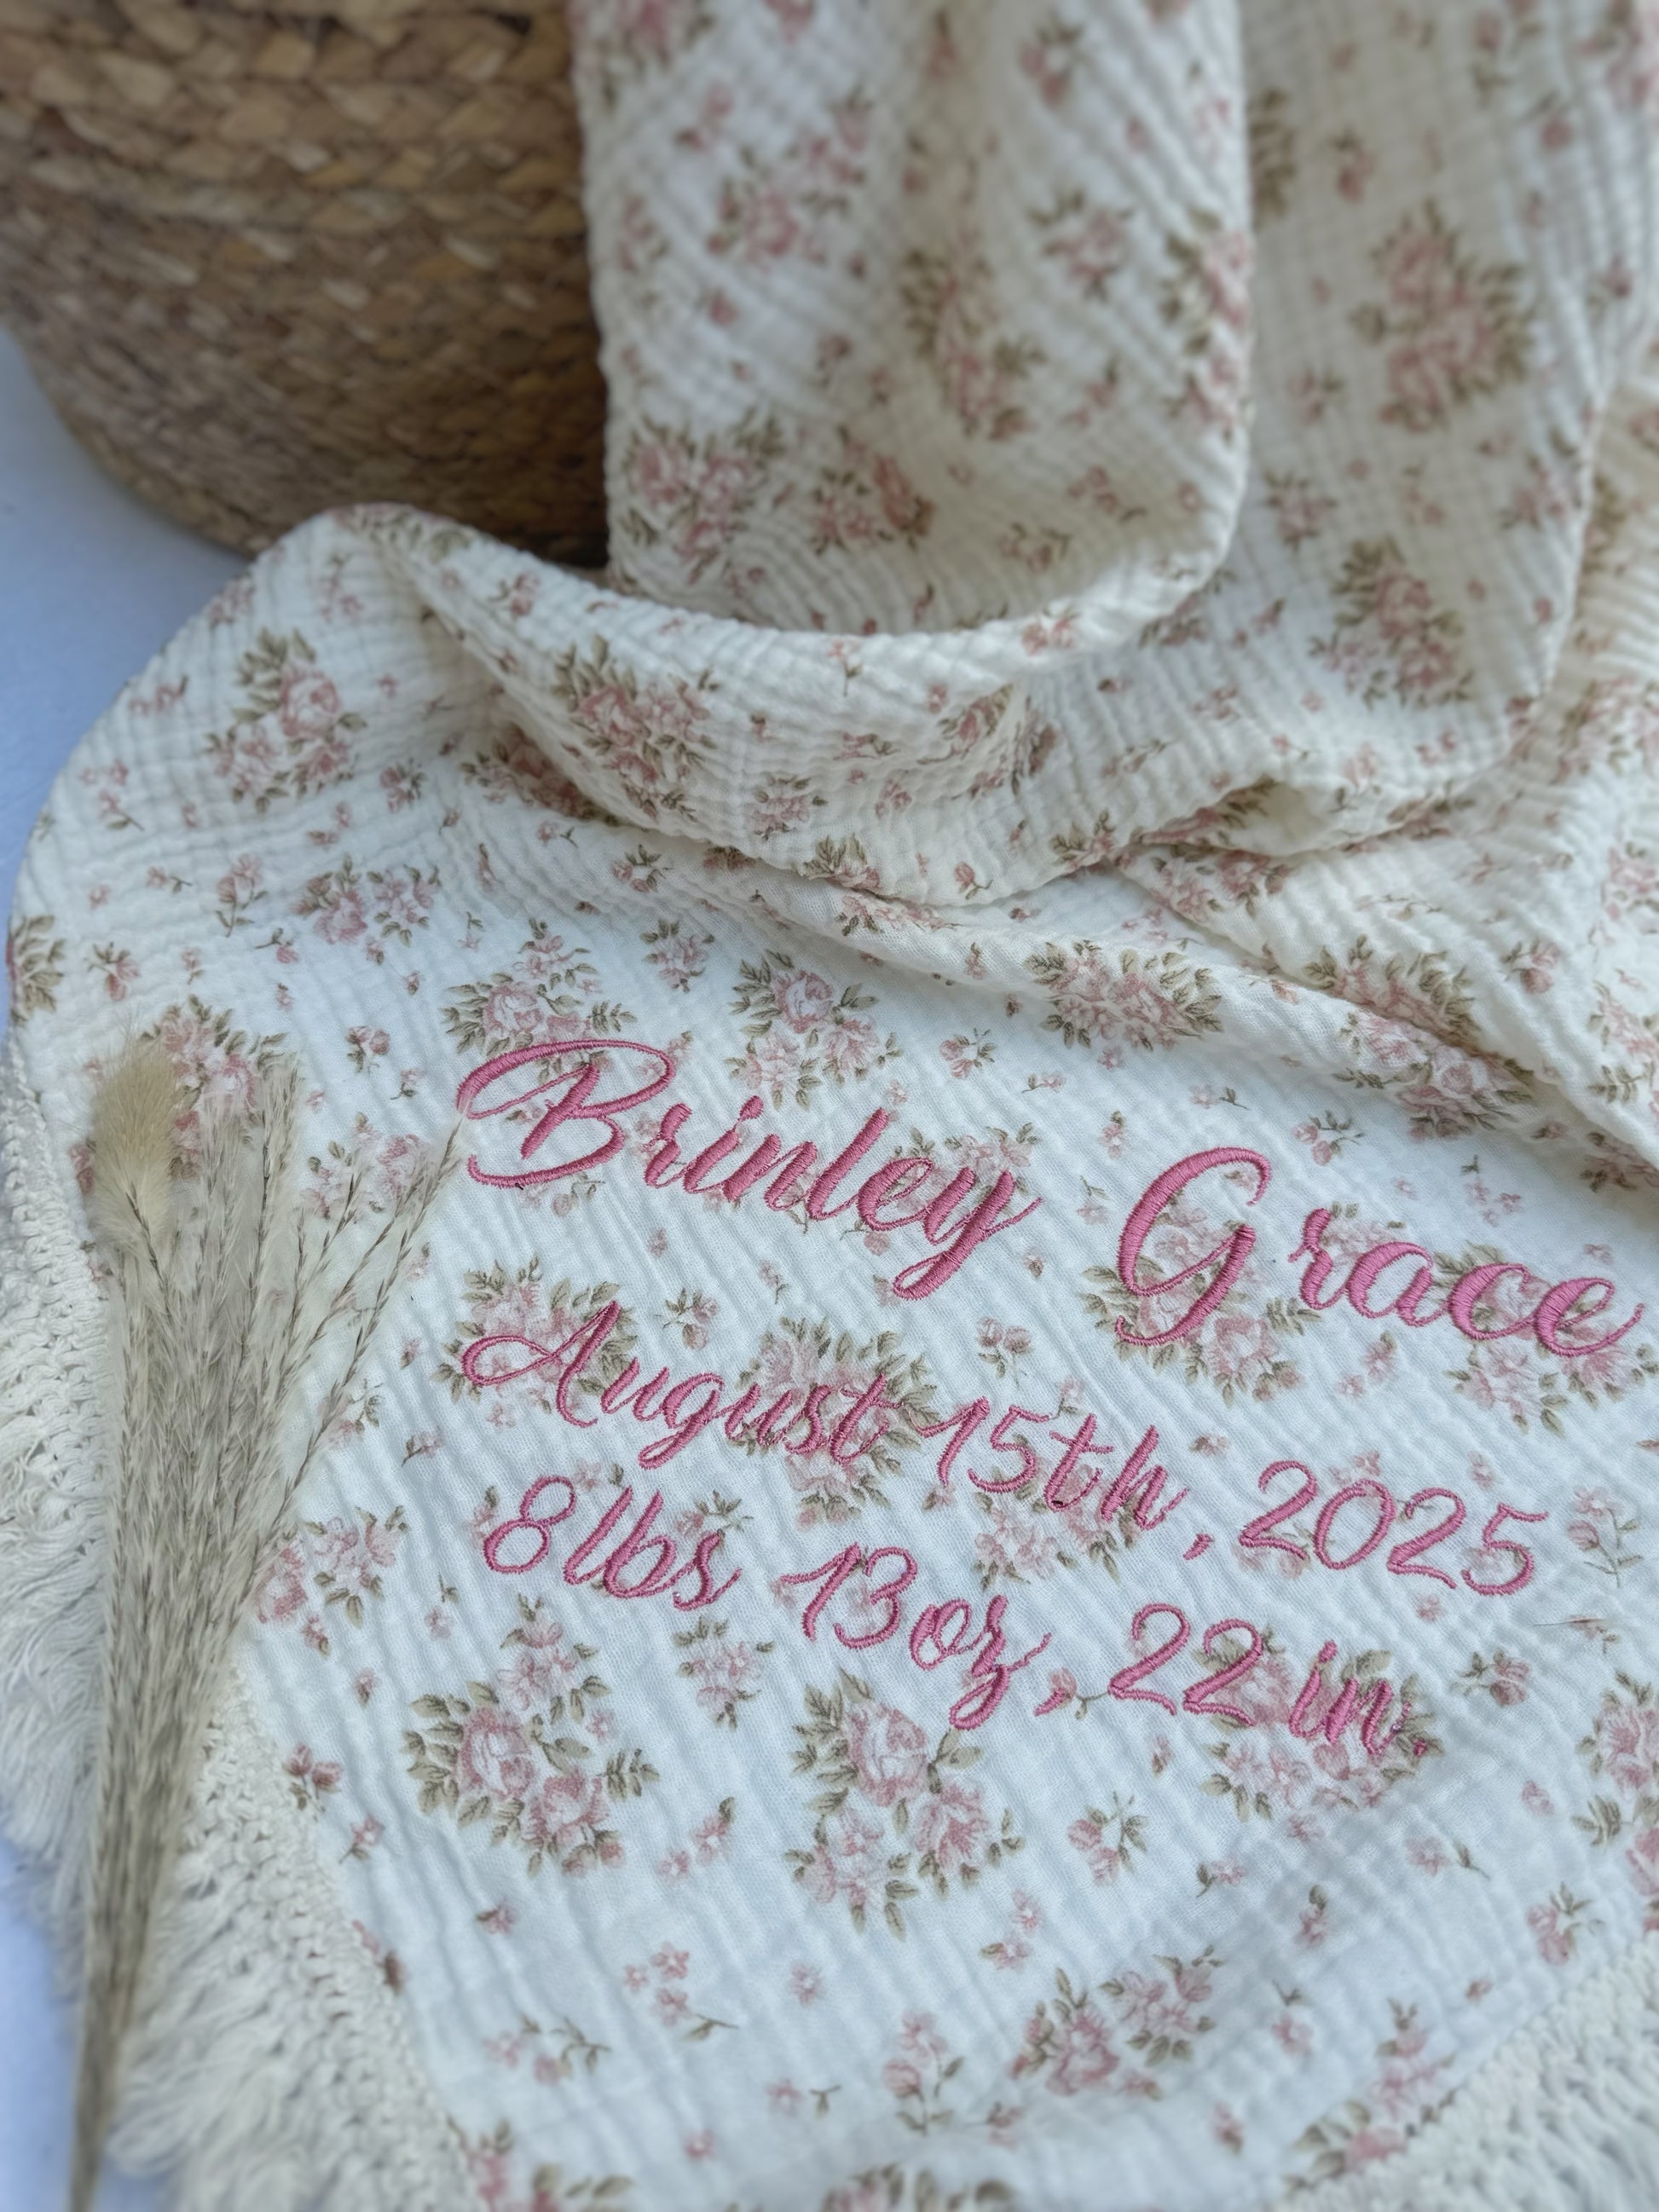 Brinley Grace
August 15th, 2025
8lbs 13oz, 22 in.